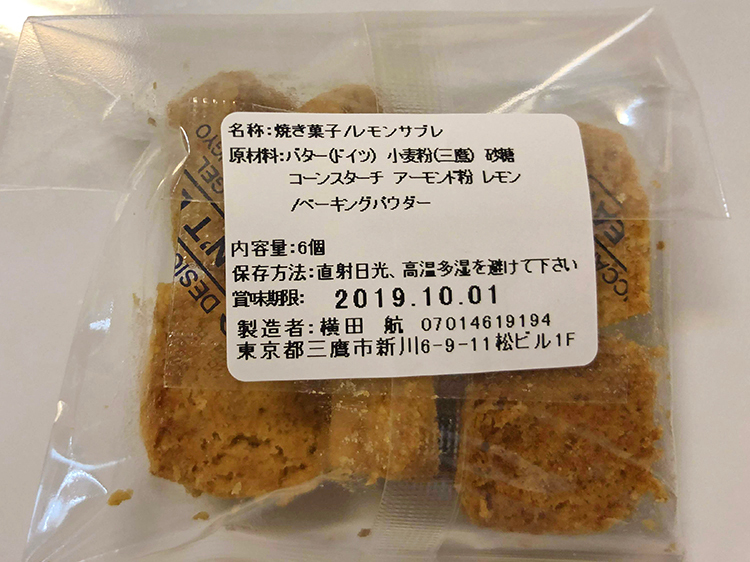 名称:焼き菓子/レモンサブレ
原材料:バター(ドイツ) 小麦粉(三鷹) 砂糖
コーンスターチ アーモンド粉 レモン
/ベーキングパウダー
内容量:6個
保存方法:直射日光、高温多湿を避けて下さい
賞味期限: 2019.10.01
製造者:横田 航 07014619194
東京都三鷹市新川6-9-11松ビル1F